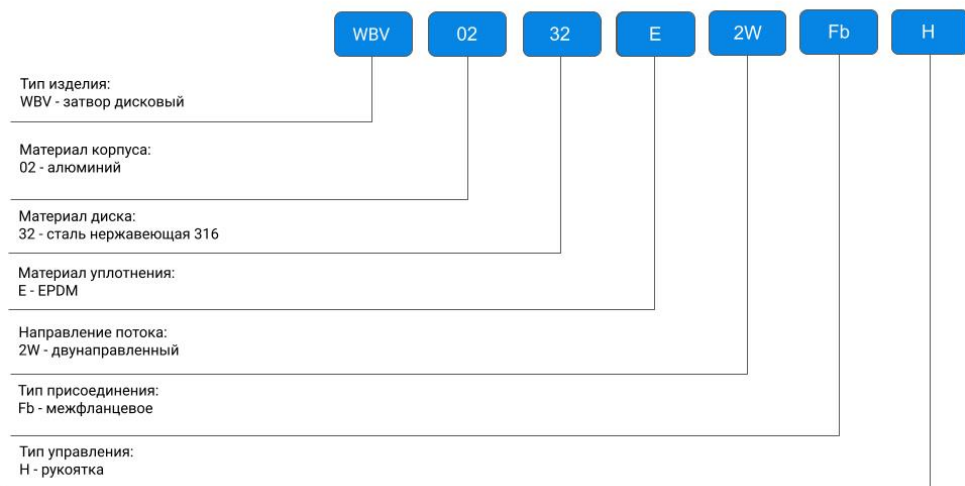 WBV 02 32 E 2W Fb H
Тип изделия:
WBV - затвор дисковый
Материал корпуса:
02 - алюминий
Материал диска:
32 - сталь нержавеющая 316
Материал уплотнения:
E - EPDM
Направление потока:
2W - двунаправленный
Тип присоединения:
Fb - межфланцевое
Тип управления:
H - рукоятка